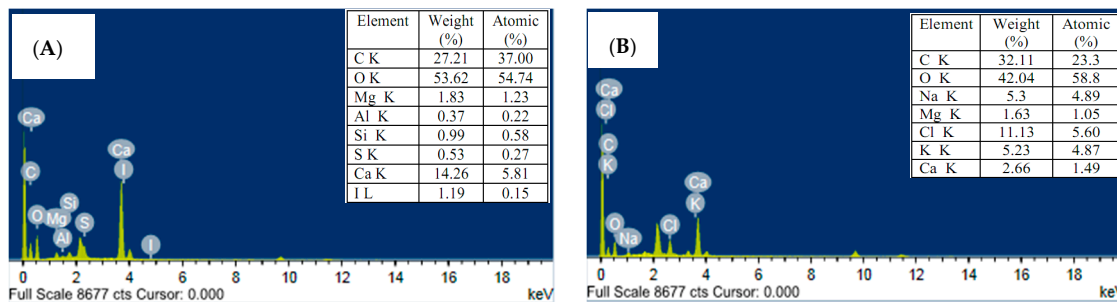 (A)
Element Weight (%) Atomic (%)
C K 27.21 37.00
O K 53.62 54.74
Mg K 1.83 1.23
Al K 0.37 0.22
Si K 0.99 0.58
S K 0.53 0.27
Ca K 14.26 5.81
I L 1.19 0.15
Ca
C
O
Mg
Al
Si
S
Ca
I
I
0 2 4 6 8 10 12 14 16 18
Full Scale 8677 cts Cursor: 0.000 keV
(B)
Element Weight (%) Atomic (%)
C K 32.11 23.3
O K 42.04 58.8
Na K 5.3 4.89
Mg K 1.63 1.05
Cl K 11.13 5.60
K K 5.23 4.87
Ca K 2.66 1.49
Ca
Cl
C
K
O
Na
Cl
Ca
K
0 2 4 6 8 10 12 14 16 18
Full Scale 8677 cts Cursor: 0.000